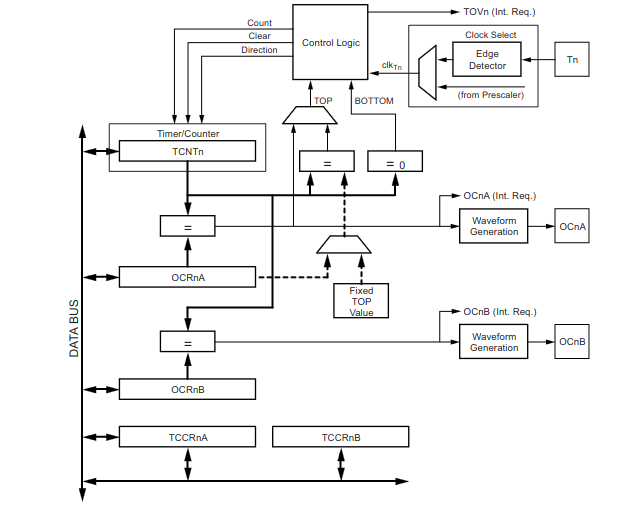 TOVn (Int. Req.)
Count
Clear
Direction
Control Logic
Clock Select
clkTn
Edge
Detector
Tn
(from Prescaler)
TOP
BOTTOM
Timer/Counter
TCNTn
=
= 0
OCnA (Int. Req.)
=
Waveform
Generation
OCnA
OCRnA
Fixed
TOP
Value
DATA BUS
OCnB (Int. Req.)
=
Waveform
Generation
OCnB
OCRnB
TCCRnA
TCCRnB